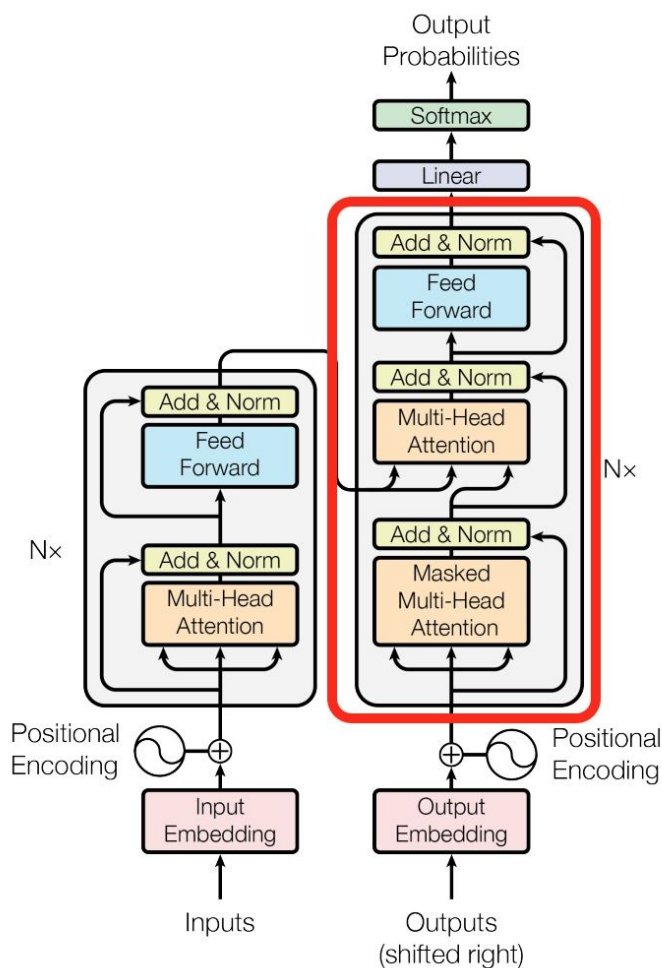 Output
Probabilities
Softmax
Linear
Add & Norm
Feed
Forward
Add & Norm
Multi-Head
Attention
Nx
Add & Norm
Masked
Multi-Head
Attention
Add & Norm
Feed
Forward
Nx
Add & Norm
Multi-Head
Attention
Positional
Encoding
Positional
Encoding
Input
Embedding
Output
Embedding
Inputs
Outputs
(shifted right)